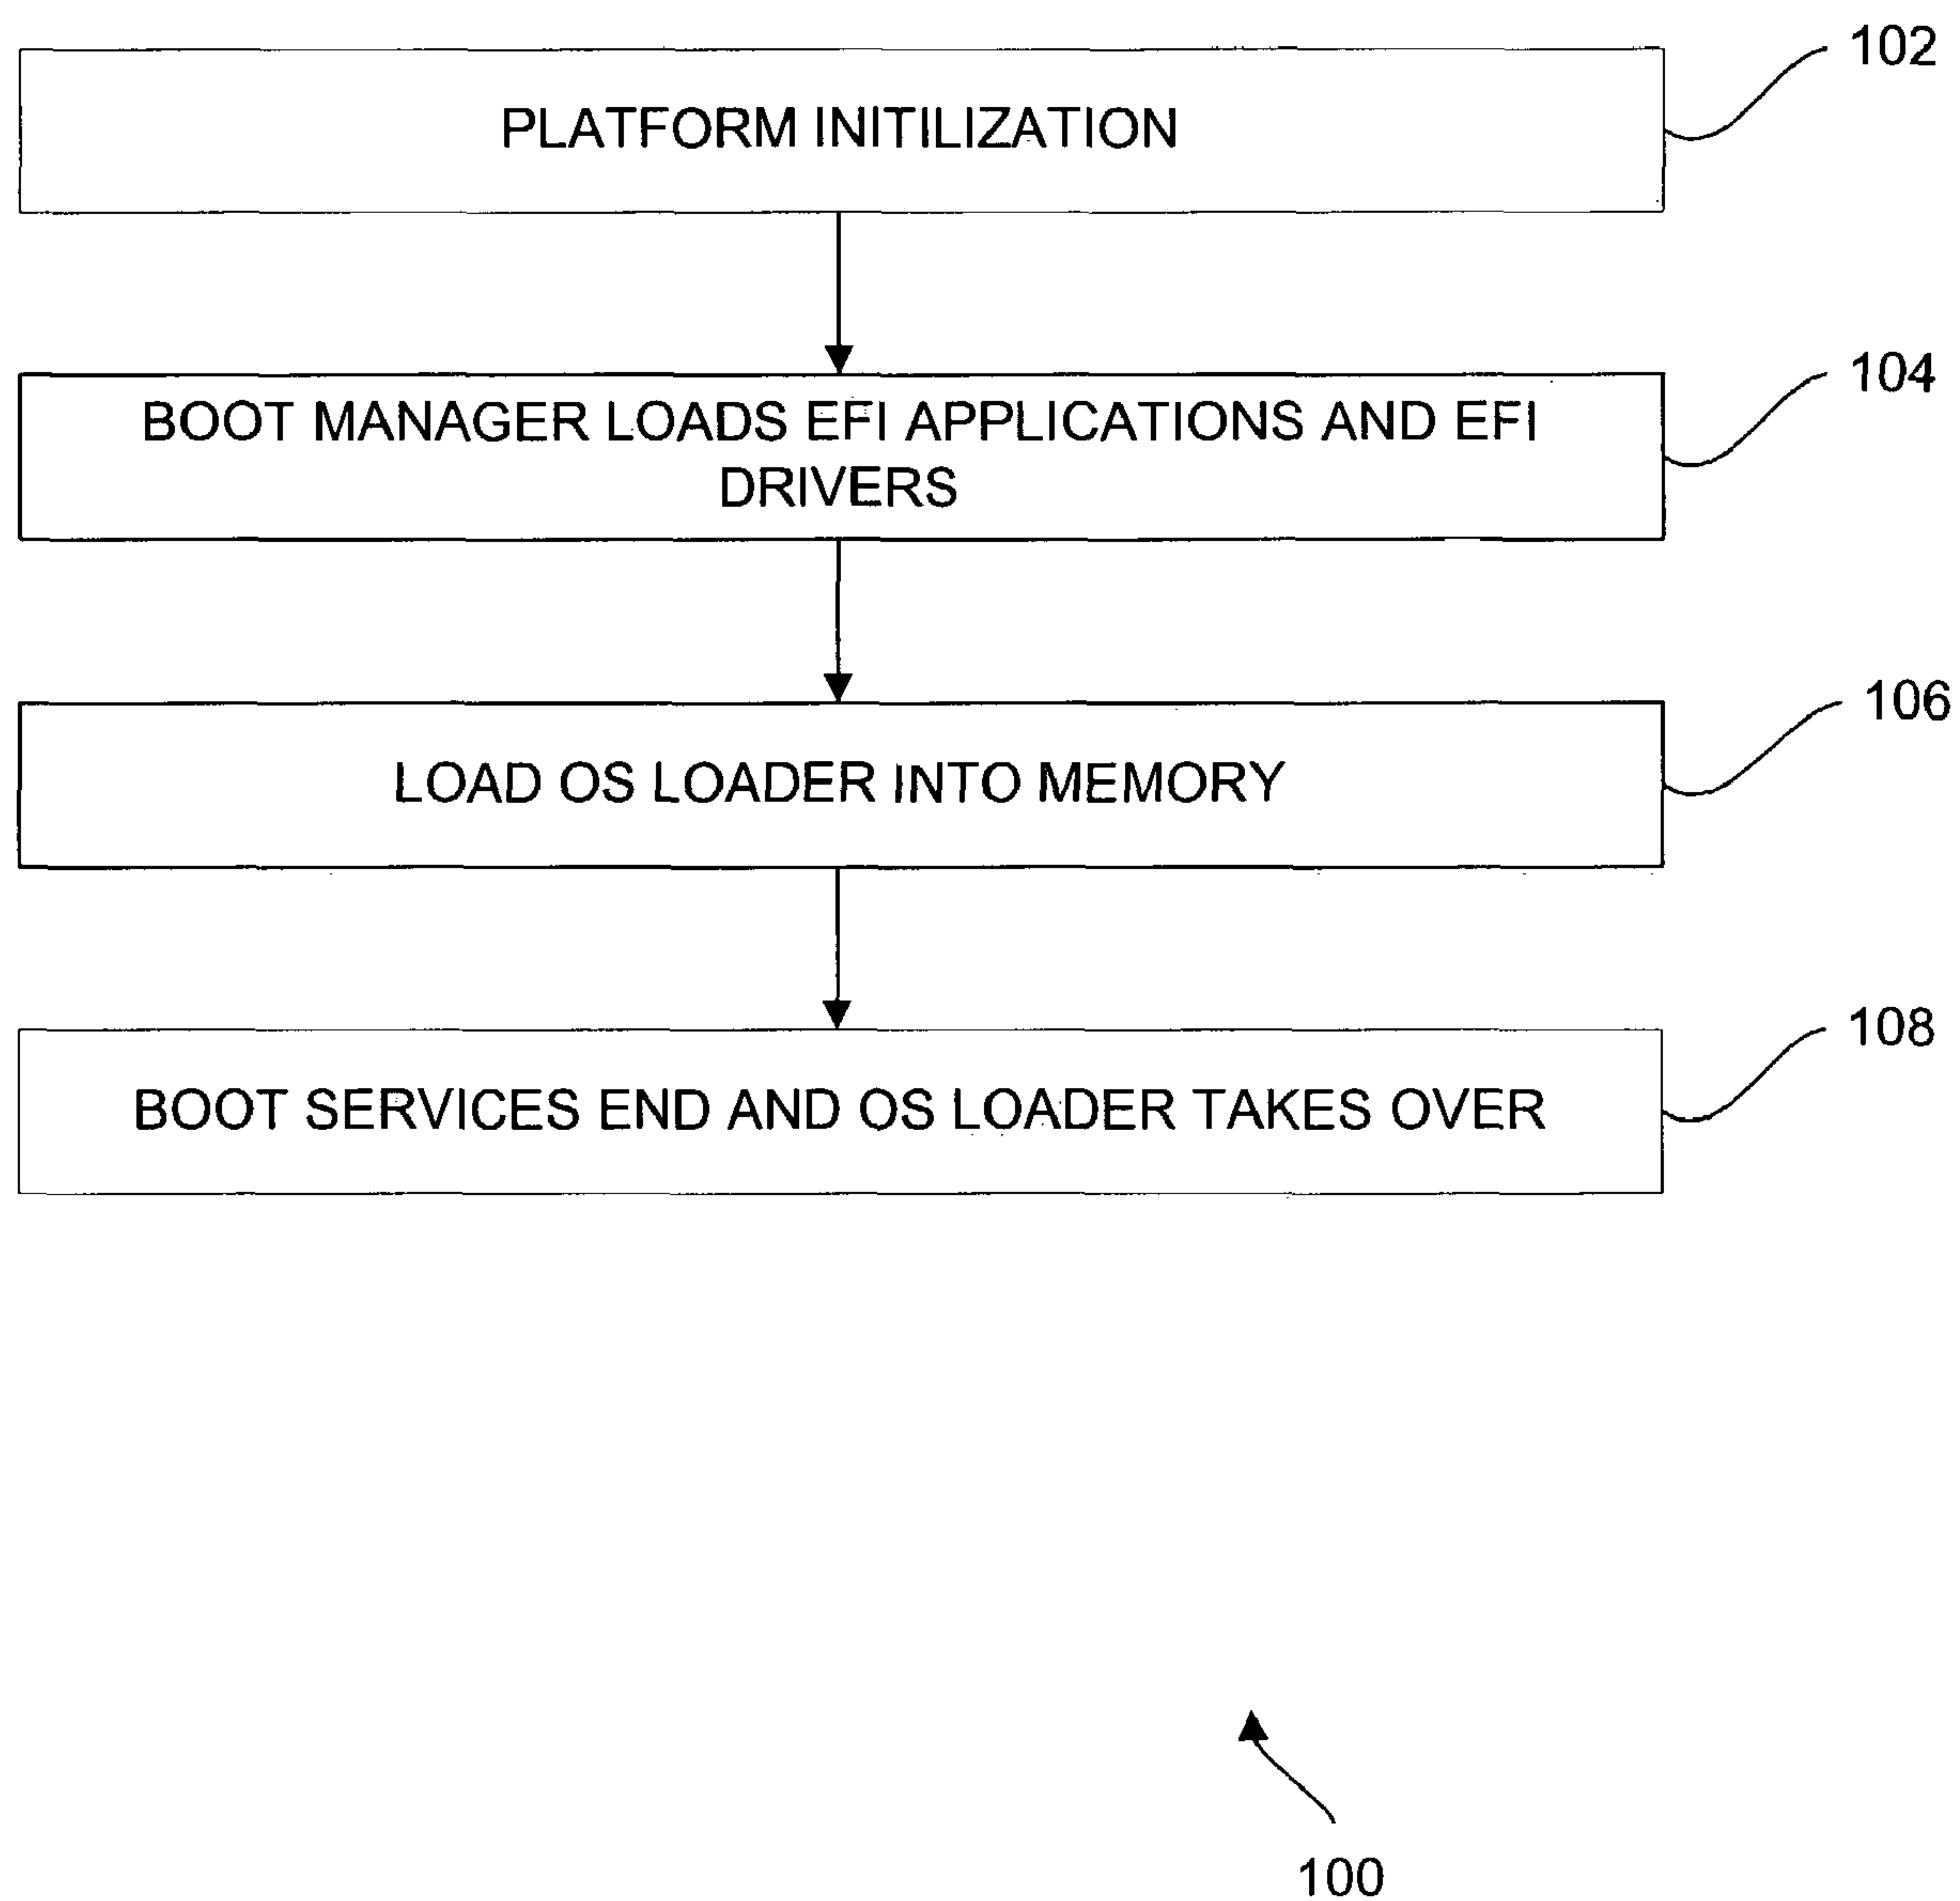 102
PLATFORM INITILIZATION
104
BOOT MANAGER LOADS EFI APPLICATIONS AND EFI
DRIVERS
106
LOAD OS LOADER INTO MEMORY
108
BOOT SERVICES END AND OS LOADER TAKES OVER
100